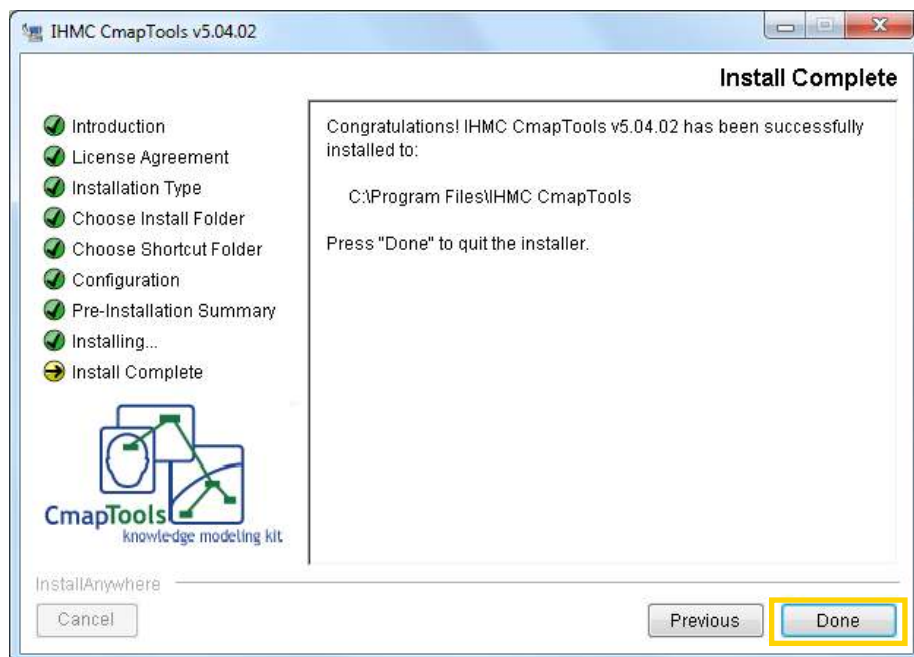 IHMC CmapTools v5.04.02
Install Complete
Introduction
License Agreement
Installation Type
Choose Install Folder
Choose Shortcut Folder
Configuration
Pre-Installation Summary
Installing...
Install Complete
Congratulations! IHMC CmapTools v5.04.02 has been successfully
installed to:
C:\Program Files\IHMC CmapTools
Press "Done" to quit the installer.
CmapTools
knowledge modeling kit
InstallAnywhere
Cancel
Previous
Done